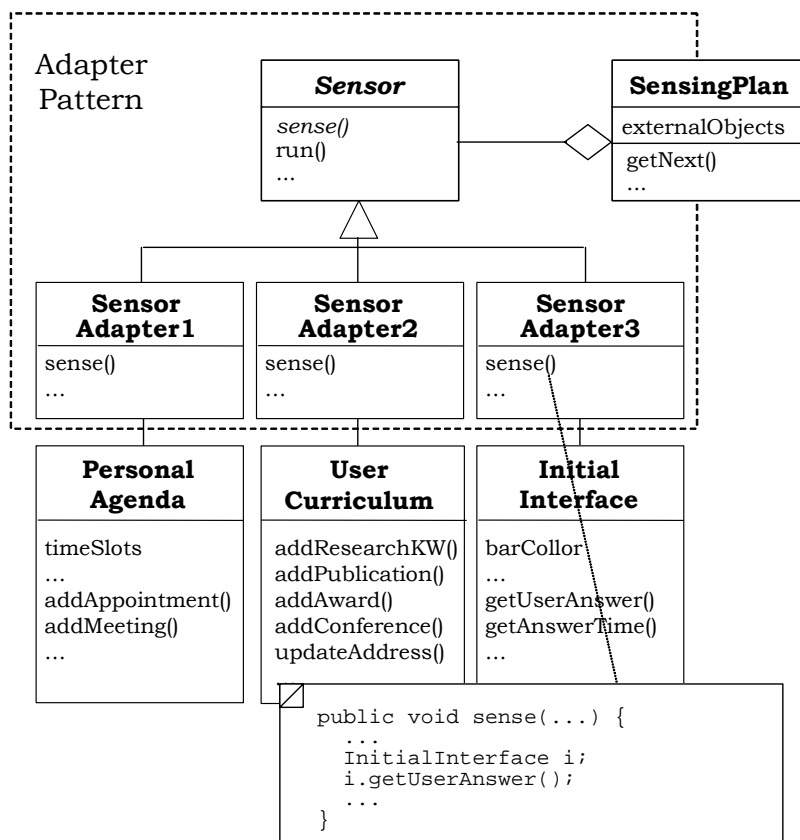 Adapter
Pattern
Sensor
sense()
run()
...
SensingPlan
externalObjects
getNext()
...
Sensor
Adapter1
sense()
...
Sensor
Adapter2
sense()
...
Sensor
Adapter3
sense()
...
Personal
Agenda
timeSlots
...
addAppointment()
addMeeting()
...
User
Curriculum
addResearchKW()
addPublication()
addAward()
addConference()
updateAddress()
...
Initial
Interface
barCollor
...
getUserAnswer()
getAnswerTime()
...
public void sense(...) {
...
InitialInterface i;
i.getUserAnswer();
...
}